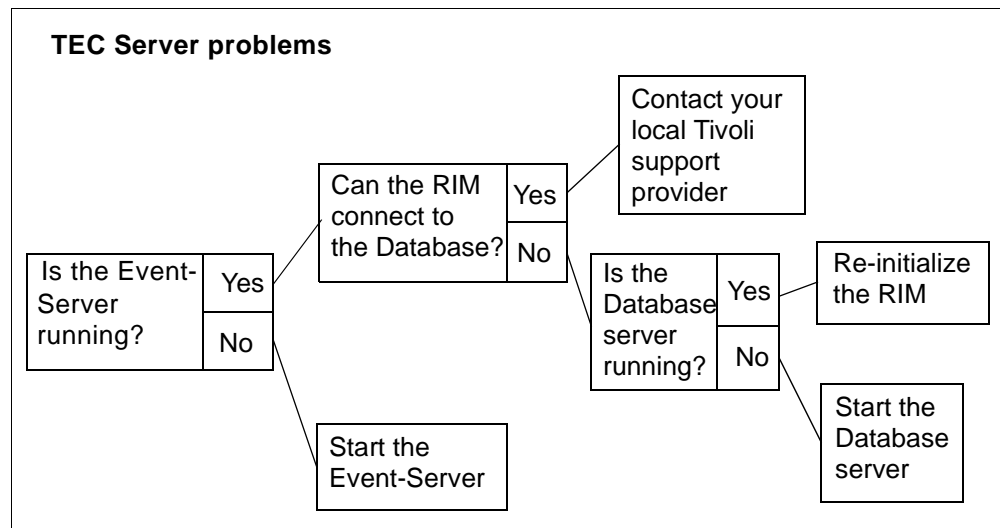 TEC Server problems
Contact your
local Tivoli
support
provider
Can the RIM
connect to
the Database?
Yes
No
Is the Event-
Server
running?
Yes
No
Is the
Database
server
running?
Yes
No
Re-initialize
the RIM
Start the
Event-Server
Start the
Database
server